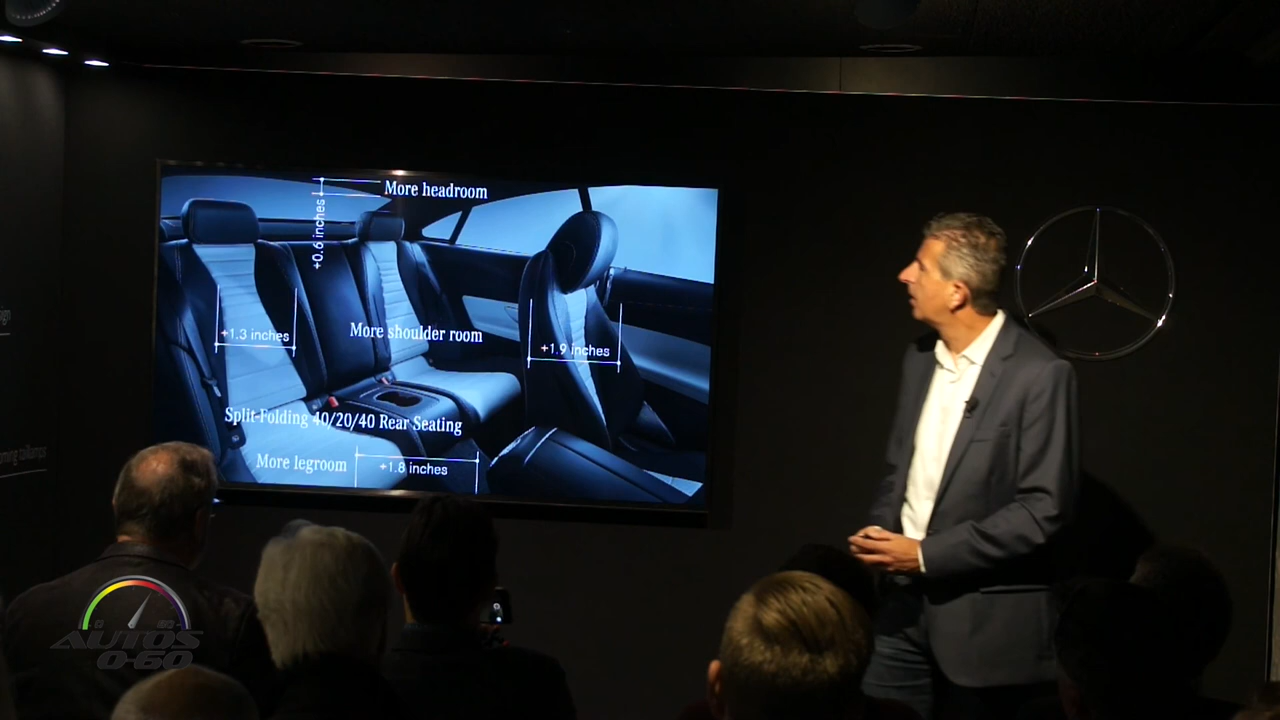 More headroom
+0.6 inches
+1.3 inches
More shoulder room
+1.9 inches
Split-Folding 40/20/40 Rear Seating
More legroom
+1.8 inches
AUTOS
0-60